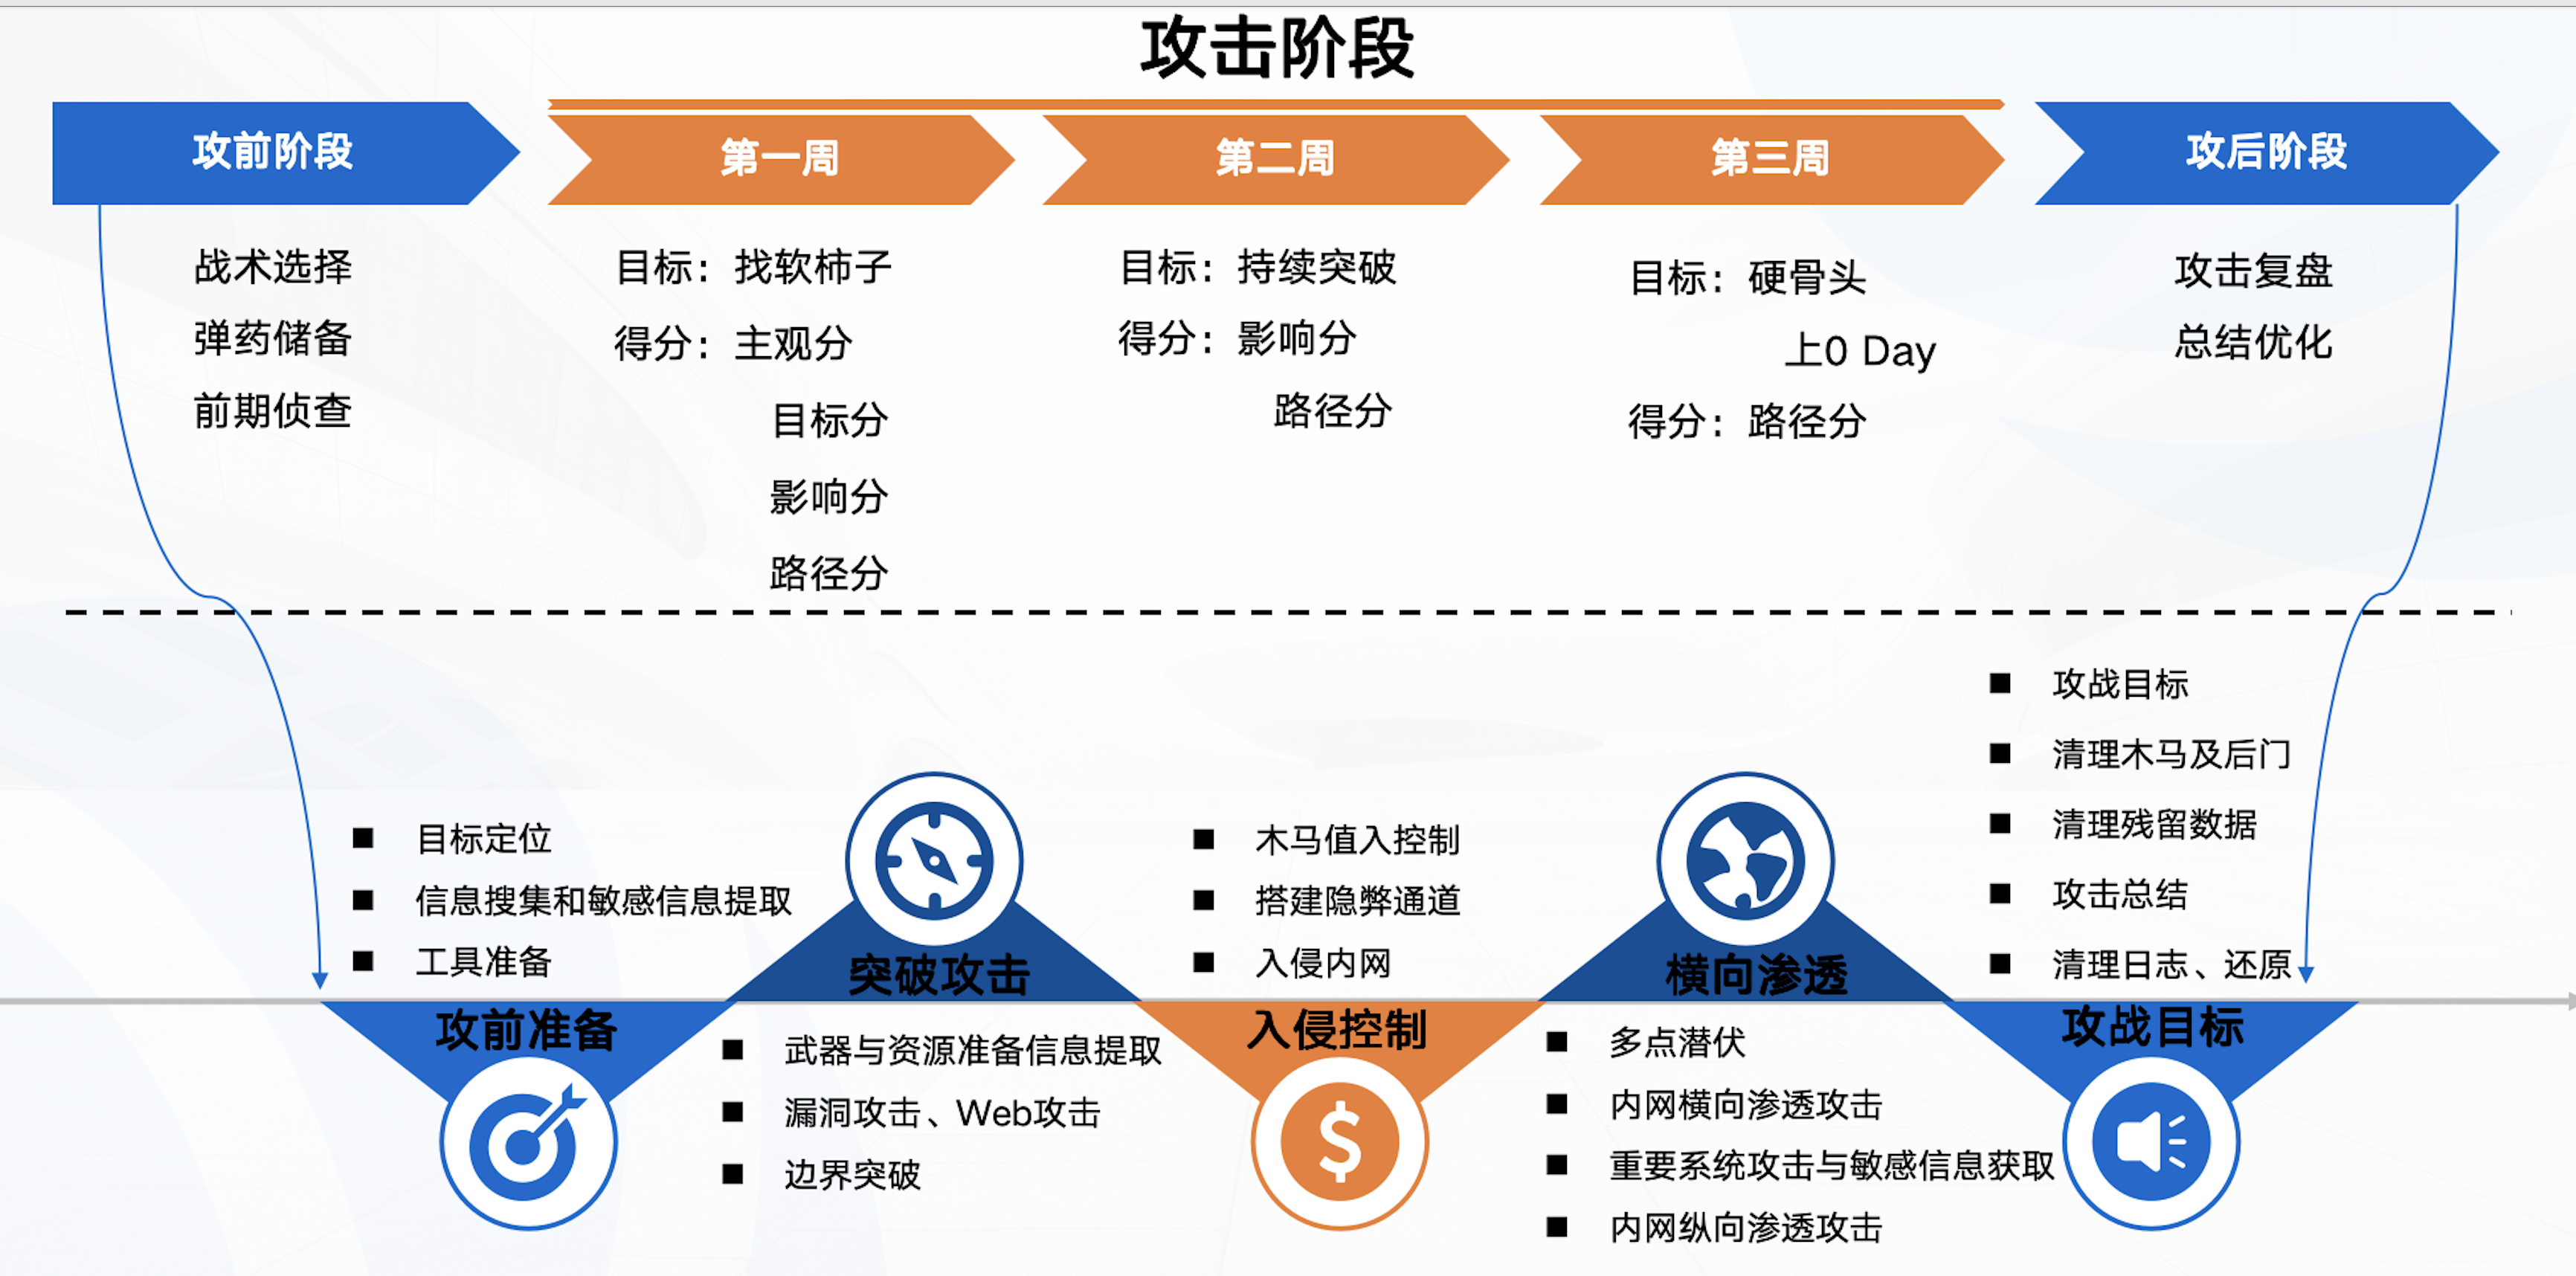 攻击阶段
攻前阶段
战术选择
弹药储备
前期侦查
第一周
目标：找软柿子
得分：主观分
目标分
影响分
路径分
第二周
目标：持续突破
得分：影响分
路径分
第三周
目标：硬骨头
上0 Day
得分：路径分
攻后阶段
攻击复盘
总结优化
目标定位
信息搜集和敏感信息提取
工具准备
攻前准备
突破攻击
武器与资源准备信息提取
漏洞攻击、Web攻击
边界突破
木马值入控制
搭建隐弊通道
入侵内网
入侵控制
横向渗透
多点潜伏
内网横向渗透攻击
重要系统攻击与敏感信息获取
内网纵向渗透攻击
攻战目标
清理木马及后门
清理残留数据
攻击总结
清理日志、还原
攻战目标